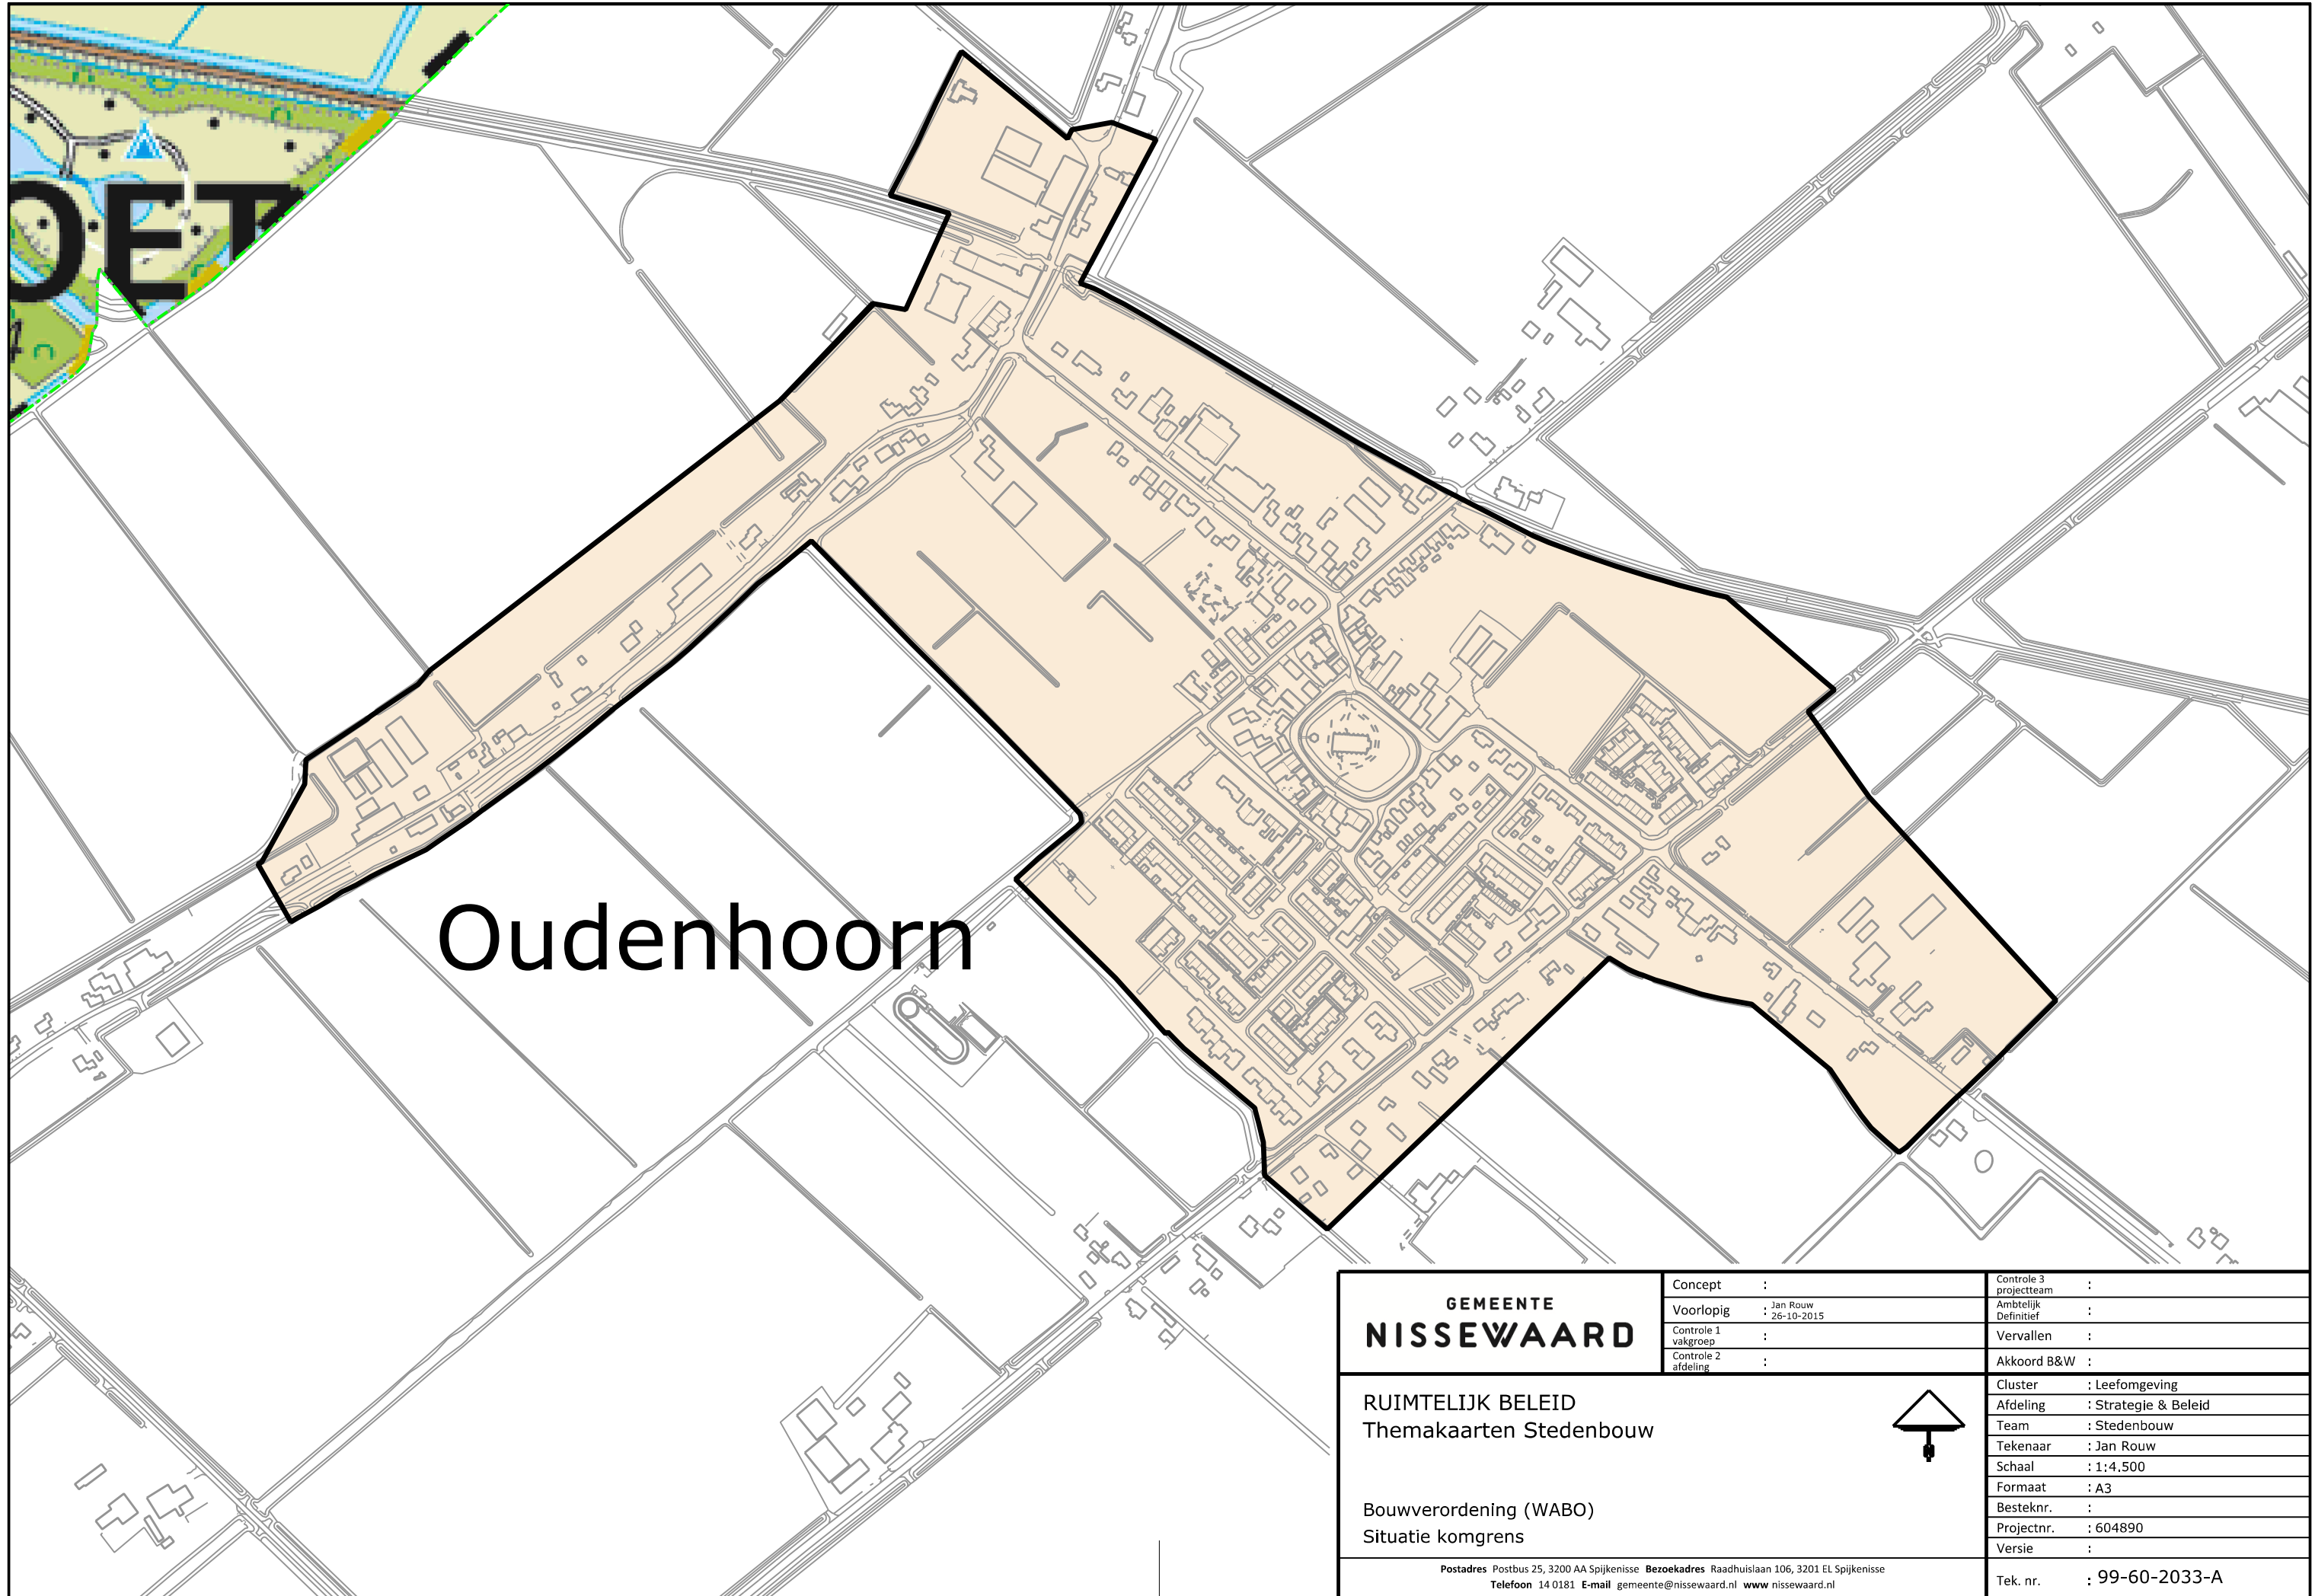 OET
4
Oudenhoorn
GEMEENTE
NISSEWAARD
Concept :
Voorlopig : Jan Rouw
26-10-2015
Controle 1
vakgroep :
Controle 2
afdeling :
Controle 3
projectteam :
Ambtelijk
Definitief :
Vervallen :
Akkoord B&W :
RUIMTELIJK BELEID
Themakaarten Stedenbouw
Bouwverordening (WABO)
Situatie komgrens
Cluster : Leefomgeving
Afdeling : Strategie & Beleid
Team : Stedenbouw
Tekenaar : Jan Rouw
Schaal : 1:4.500
Formaat : A3
Besteknr. :
Projectnr. : 604890
Versie :
Tek. nr. : 99-60-2033-A
Postadres Postbus 25, 3200 AA Spijkenisse Bezoekadres Raadhuislaan 106, 3201 EL Spijkenisse
Telefoon 14 0181 E-mail gemeente@nissewaard.nl www nissewaard.nl